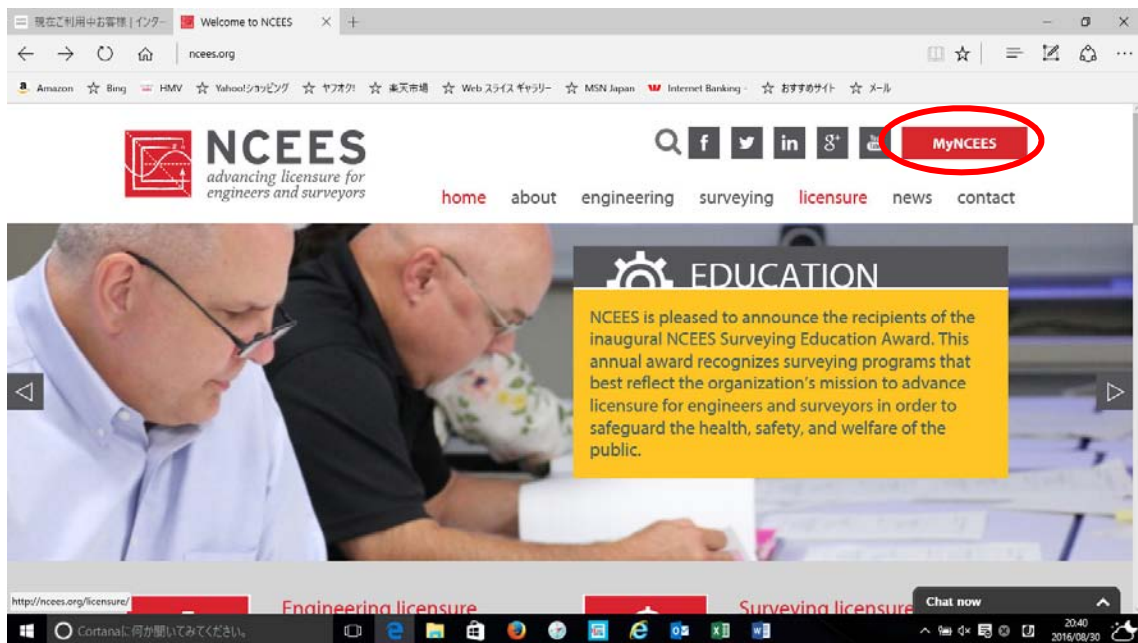 現在ご利用中お客様 | インター
Welcome to NCEES
ncees.org
Amazon Bing HMV Yahoo!ショッピング ヤフオク! 楽天市場 Web スライス ギャラリー MSN Japan Internet Banking - おすすめサイト メール
NCEES
advancing licensure for
engineers and surveyors
MyNCEES
home about engineering surveying licensure news contact
EDUCATION
NCEES is pleased to announce the recipients of the
inaugural NCEES Surveying Education Award. This
annual award recognizes surveying programs that
best reflect the organization's mission to advance
licensure for engineers and surveyors in order to
safeguard the health, safety, and welfare of the
public.
http://ncees.org/licensure/
Engineering licensure
Surveying licensure
Chat now
Cortanaに何か聞いてみてください。
20:40
2016/08/30